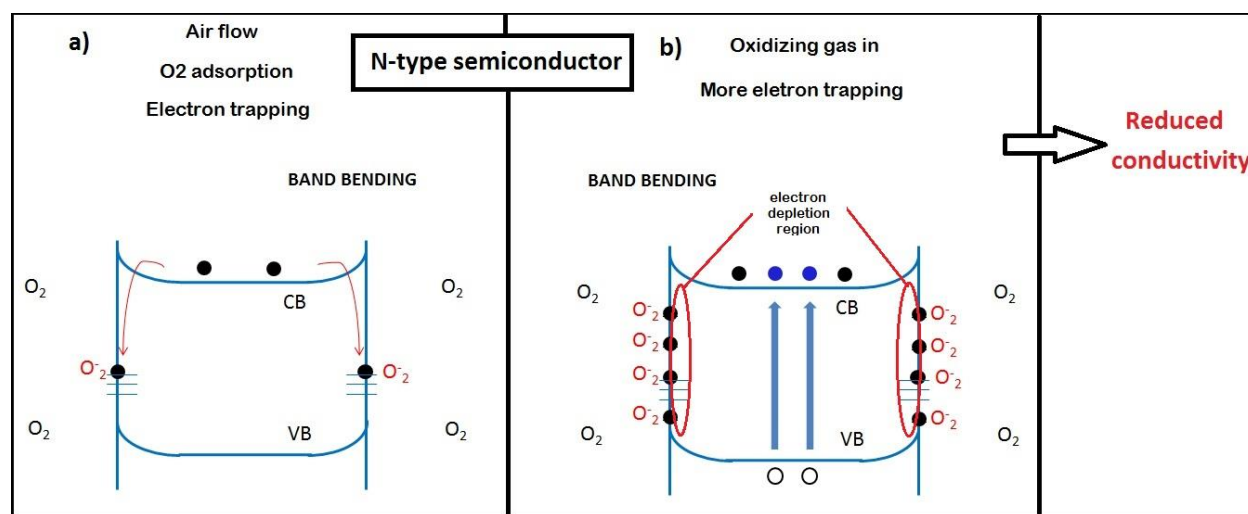 a)
Air flow
O2 adsorption
Electron trapping
N-type semiconductor
b)
Oxidizing gas in
More eletron trapping
Reduced
conductivity
BAND BENDING
O₂
O₂
CB
O⁻₂
O⁻₂
O₂
O₂
VB
BAND BENDING
electron
depletion
region
O₂
O₂
CB
O⁻₂
O⁻₂
O⁻₂
O⁻₂
O⁻₂
O⁻₂
O⁻₂
O⁻₂
O₂
O₂
VB